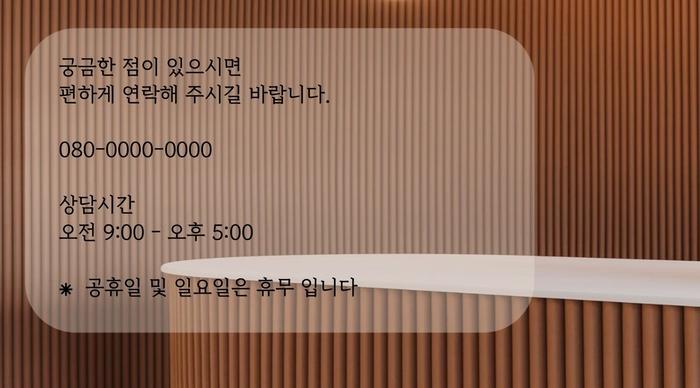 궁금한 점이 있으시면
편하게 연락해 주시길 바랍니다.
080-0000-0000
상담시간
오전 9:00 - 오후 5:00
* 공휴일 및 일요일은 휴무 입니다